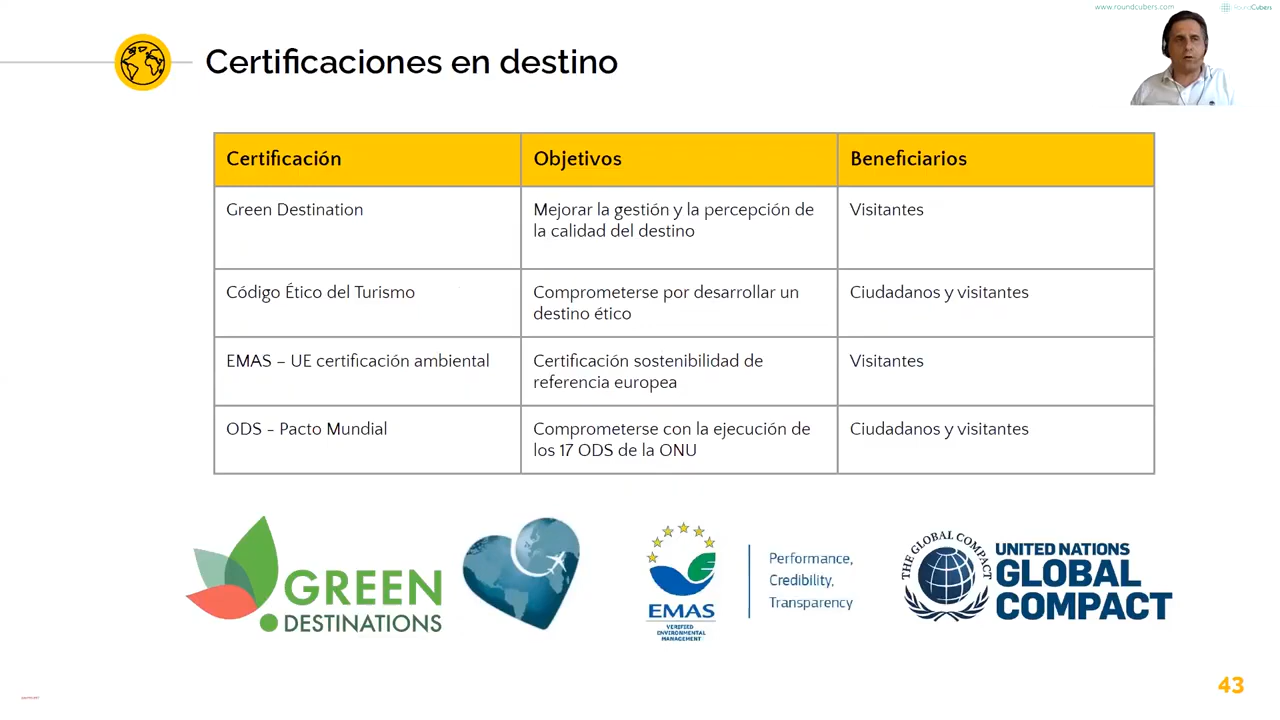 www.roundcubers.com
RoundCubers
Certificaciones en destino
Certificación
Objetivos
Beneficiarios
Green Destination
Mejorar la gestión y la percepción de
la calidad del destino
Visitantes
Código Ético del Turismo
Comprometerse por desarrollar un
destino ético
Ciudadanos y visitantes
EMAS – UE certificación ambiental
Certificación sostenibilidad de
referencia europea
Visitantes
ODS - Pacto Mundial
Comprometerse con la ejecución de
los 17 ODS de la ONU
Ciudadanos y visitantes
GREEN
DESTINATIONS
EMAS
VERIFIED
ENVIRONMENTAL
MANAGEMENT
Performance,
Credibility,
Transparency
THE GLOBAL COMPACT
UNITED NATIONS
GLOBAL
COMPACT
43